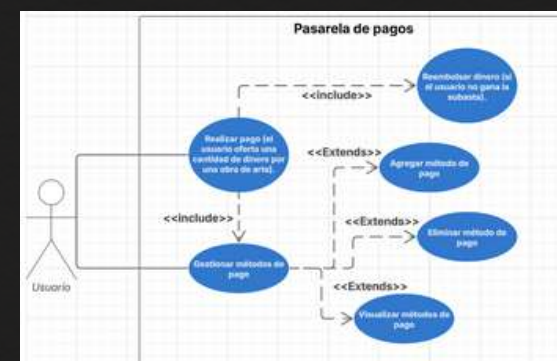 Pasarela de pagos
Reembolsar dinero (si
el usuario no gana la
subasta).
<<include>>
Realizar pago (el
usuario oferta una
cantidad de dinero por
una obra de arte).
<<Extends>>
Agregar método de
pago
<<include>>
<<Extends>>
Eliminar método de
pago
Gestionar métodos de
pago
Usuario
<<Extends>>
Visualizar métodos de
pago